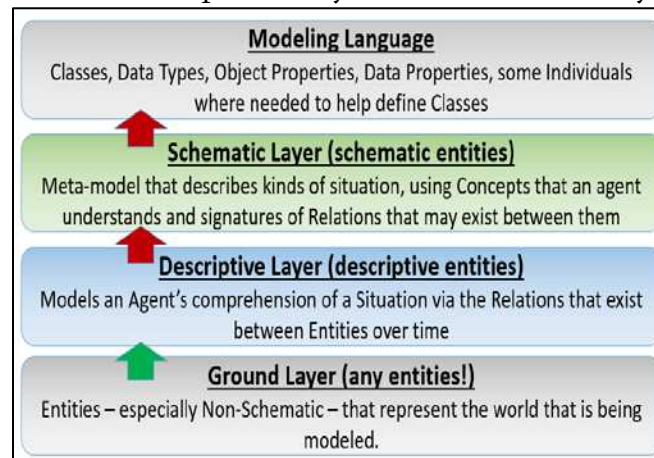 Modeling Language
Classes, Data Types, Object Properties, Data Properties, some Individuals
where needed to help define Classes
Schematic Layer (schematic entities)
Meta-model that describes kinds of situation, using Concepts that an agent
understands and signatures of Relations that may exist between them
Descriptive Layer (descriptive entities)
Models an Agent's comprehension of a Situation via the Relations that exist
between Entities over time
Ground Layer (any entities!)
Entities – especially Non-Schematic – that represent the world that is being
modeled.